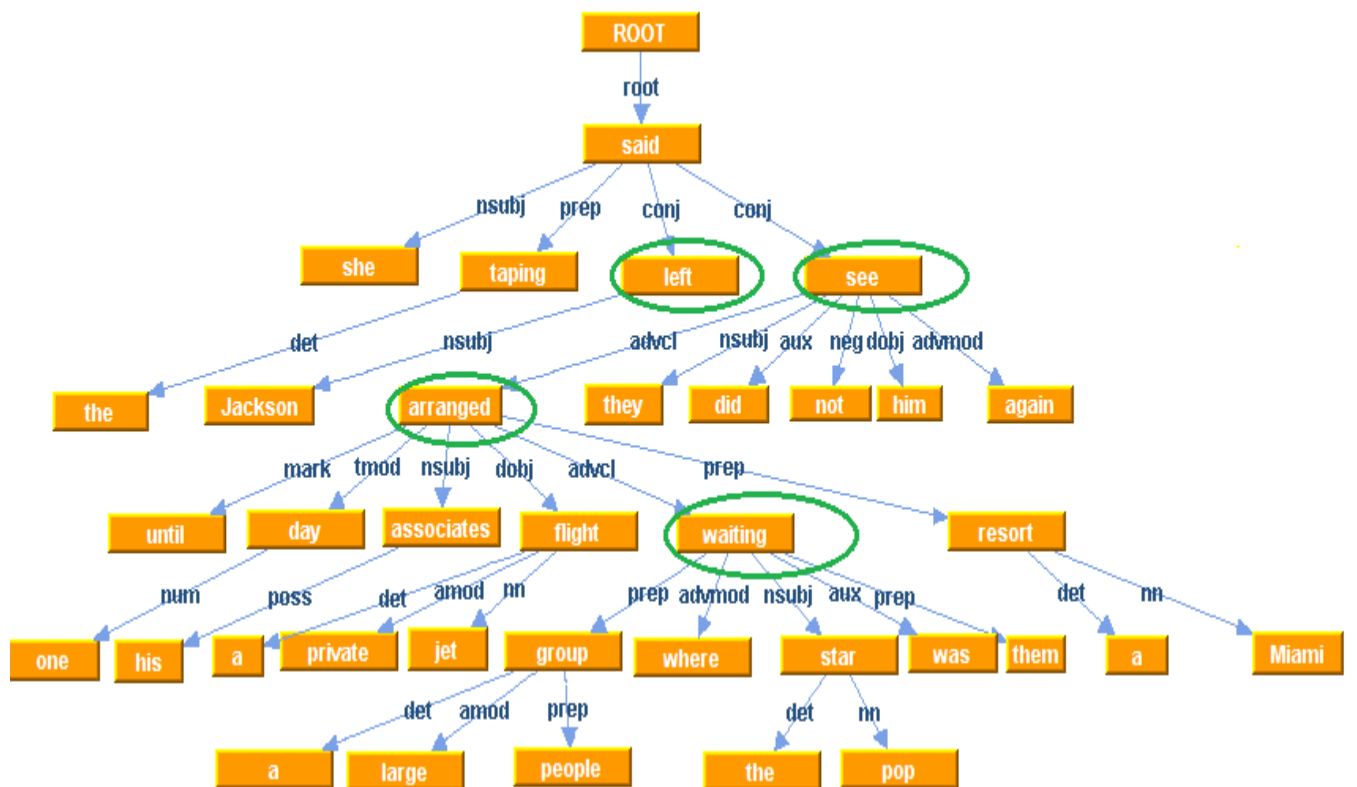 ROOT
root
said
nsubj prep conj conj
she taping left see
det nsubj advcl nsubj aux neg dobj advmod
the Jackson arranged they did not him again
mark tmod nsubj dobj advcl prep
until day associates flight waiting resort
num poss det amod nn prep advmod nsubj aux prep det nn
one his a private jet group where star was them a Miami
det amod prep det nn
a large people the pop